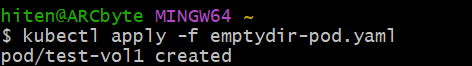 hiten@ARCbyte MINGW64 ~
$ kubectl apply -f emptydir-pod.yaml
pod/test-vol1 created